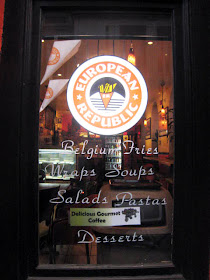 EUROPEAN
REPUBLIC
Belgium Fries
Wraps Soups
Salads Pastas
Delicious Gourmet
Coffee
Desserts